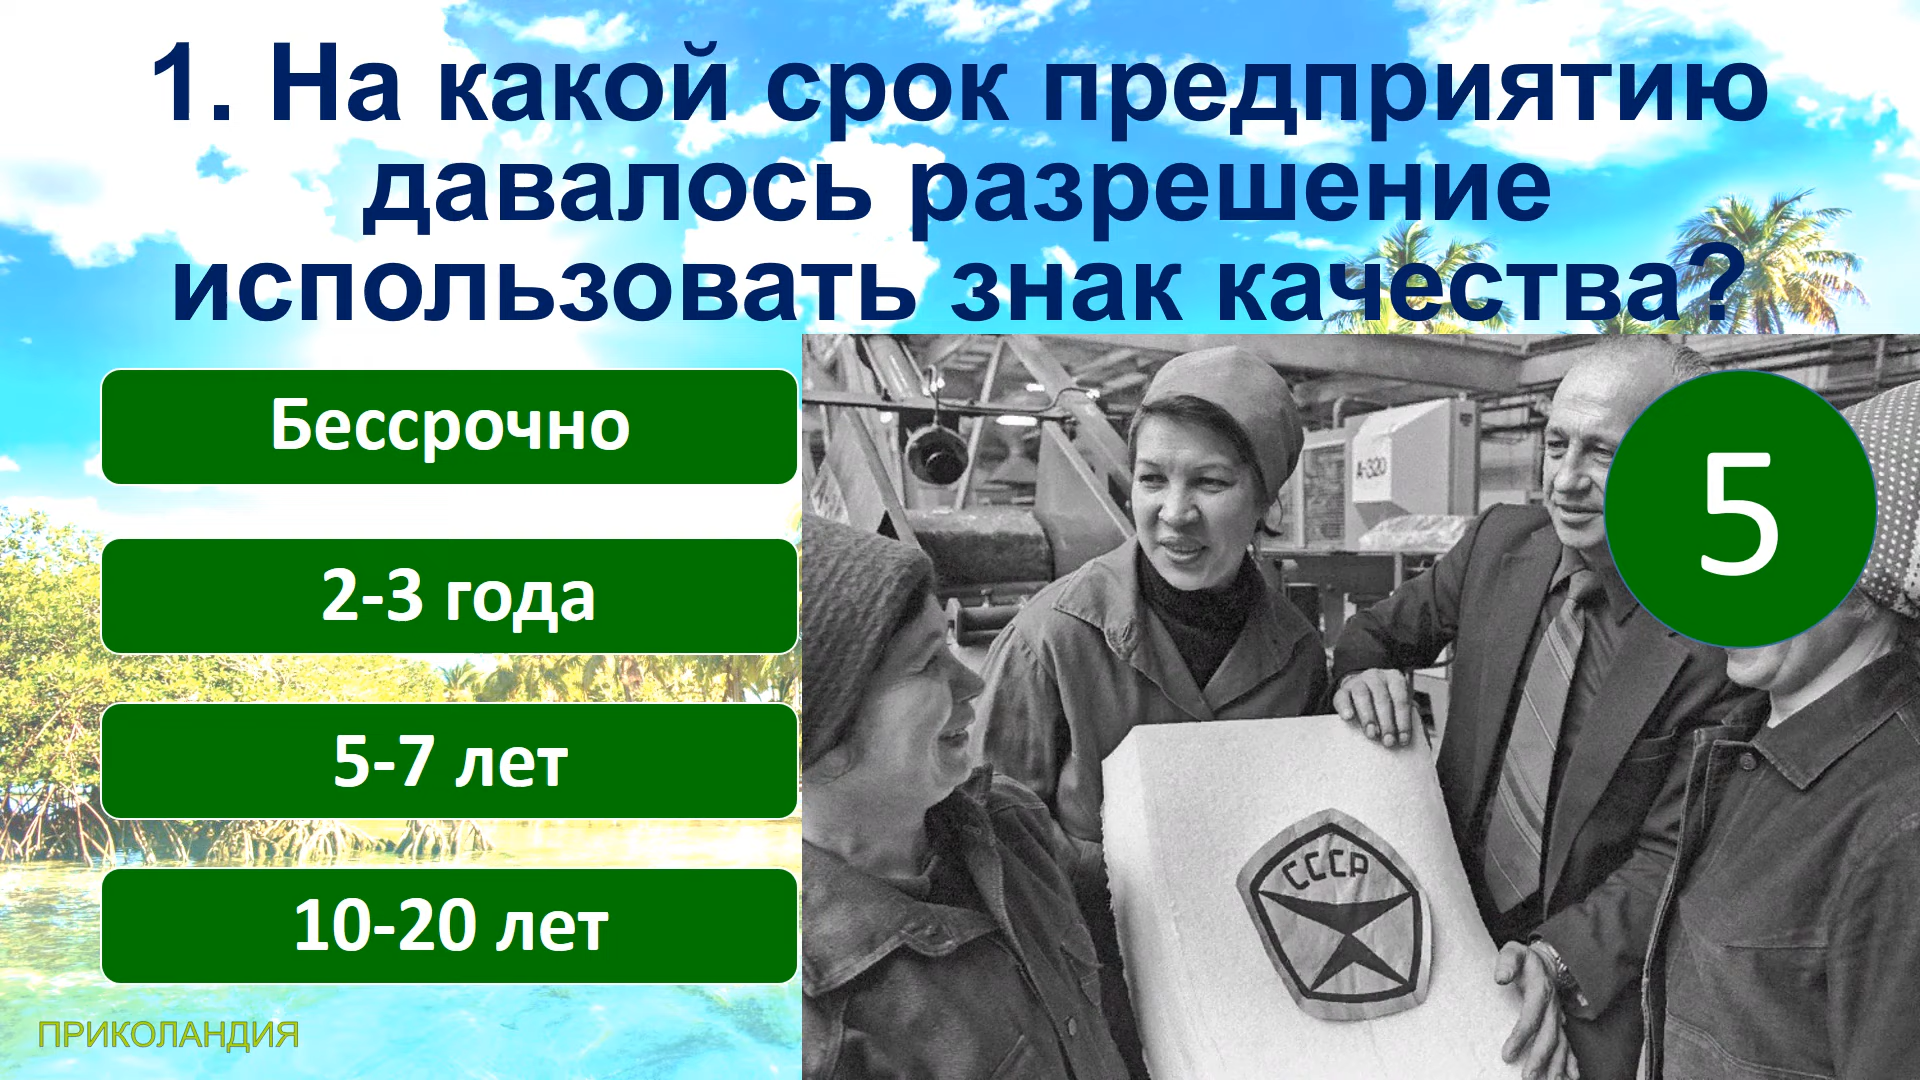 1. На какой срок предприятию
давалось разрешение
использовать знак качества?
Бессрочно
2-3 года
5-7 лет
10-20 лет
5
А-320
СССР
ПРИКОЛАНДИЯ